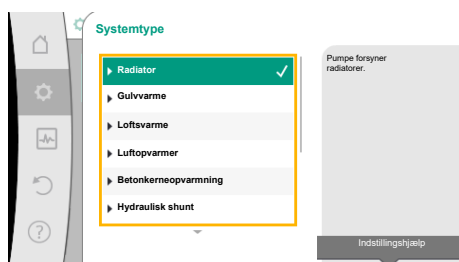 Systemtype
Radiator
Gulvvarme
Loftsvarme
Luftopvarmer
Betonkerneopvarmning
Hydraulisk shunt
Pumpe forsyner
radiatorer.
Indstillingshjælp